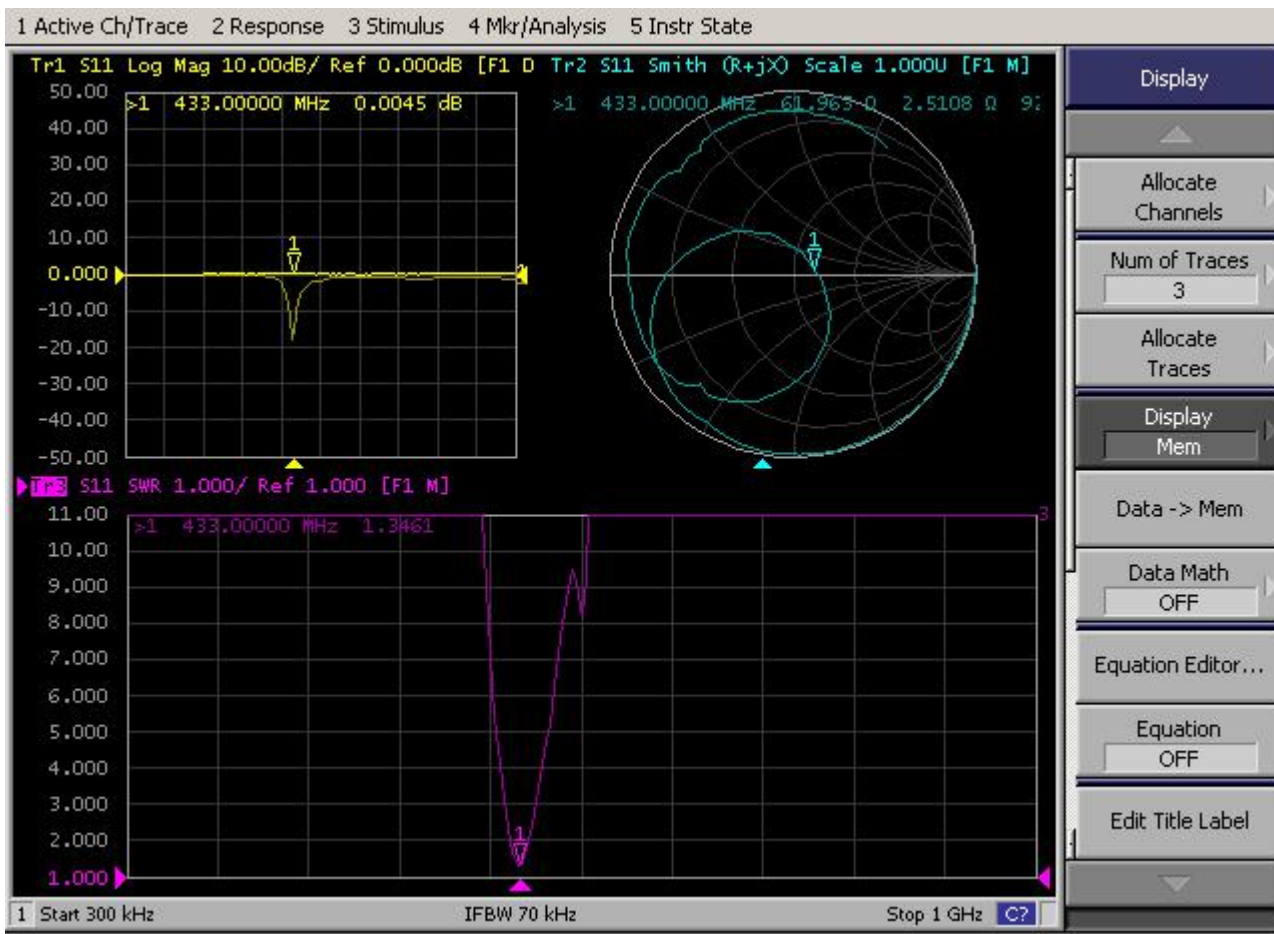 1 Active Ch/Trace 2 Response 3 Stimulus 4 Mkr/Analysis 5 Instr State
Tr1 S11 Log Mag 10.00dB/ Ref 0.000dB [F1 D
Tr2 S11 Smith (R+jX) Scale 1.000U [F1 M]
>1 433.00000 MHz 0.0045 dB
>1 433.00000 MHz 61.963 Ω 2.5108 Ω
50.00
40.00
30.00
20.00
10.00
0.000
-10.00
-20.00
-30.00
-40.00
-50.00
1
1
Tr3 S11 SWR 1.000/ Ref 1.000 [F1 M]
>1 433.00000 MHz 1.3461
11.00
10.00
9.000
8.000
7.000
6.000
5.000
4.000
3.000
2.000
1.000
1
3
1 Start 300 kHz
IFBW 70 kHz
Stop 1 GHz
C?
Display
Allocate
Channels
Num of Traces
3
Allocate
Traces
Display
Mem
Data -> Mem
Data Math
OFF
Equation Editor...
Equation
OFF
Edit Title Label